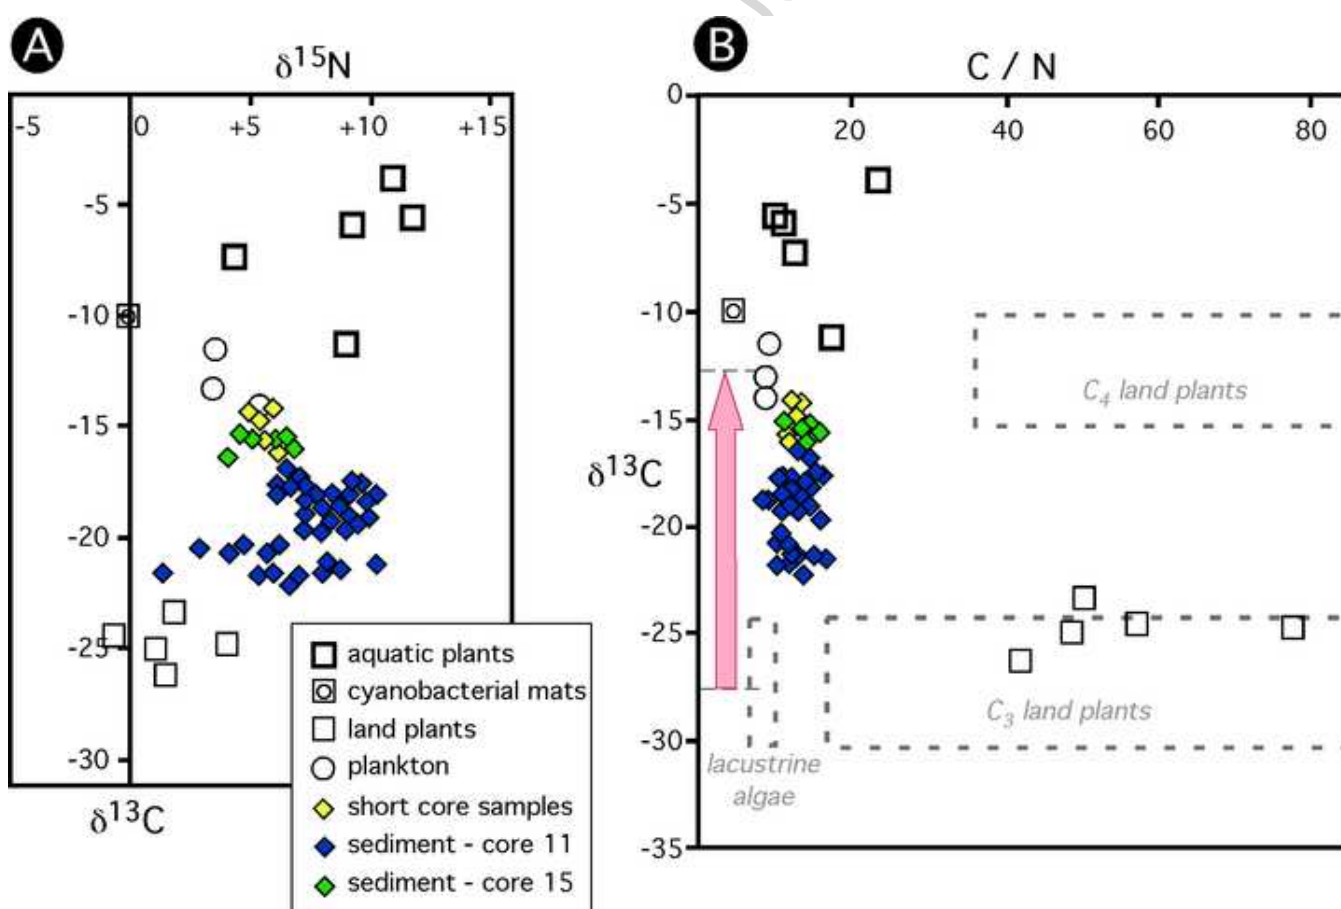 A
δ15N
-5 0 +5 +10 +15
-5
-10
-15
-20
-25
-30
δ13C
aquatic plants
cyanobacterial mats
land plants
plankton
short core samples
sediment - core 11
sediment - core 15
B
C / N
0
20 40 60 80
-5
-10
-15
-20
-25
-30
-35
δ13C
C4 land plants
C3 land plants
lacustrine
algae